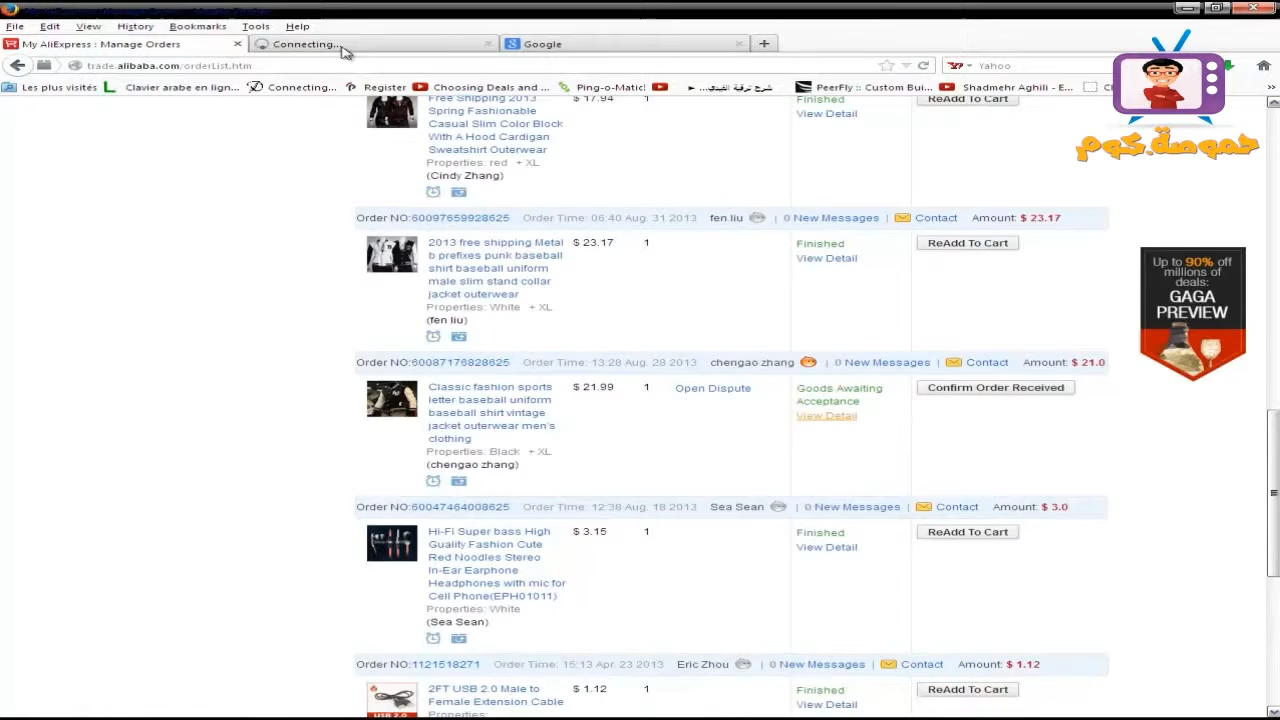 File Edit View History Bookmarks Tools Help
My AliExpress : Manage Orders × Connecting... × Google × +
trade.alibaba.com/orderList.htm Yahoo
Les plus visités Clavier arabe en lign... Connecting... Register Choosing Deals and ... Ping-o-Matic! شرح ترقية الفيدي... PeerFly :: Custom Bui... Shadmehr Aghili - E...
حموصة.كوم
Free Shipping 2013 $ 17.94 1 Finished ReAdd To Cart
Spring Fashionable View Detail
Casual Slim Color Block
With A Hood Cardigan
Sweatshirt Outerwear
Properties: red + XL
(Cindy Zhang)
Order NO:60097659928625 Order Time: 06:40 Aug. 31 2013 fen liu | 0 New Messages | Contact Amount: $ 23.17
2013 free shipping Metal $ 23.17 1 Finished ReAdd To Cart
b prefixes punk baseball View Detail
shirt baseball uniform
male slim stand collar
jacket outerwear
Properties: White + XL
(fen liu)
Up to 90% off
millions of
deals:
GAGA
PREVIEW
Order NO:60087176828625 Order Time: 13:28 Aug. 28 2013 chengao zhang | 0 New Messages | Contact Amount: $ 21.0
Classic fashion sports $ 21.99 1 Open Dispute Goods Awaiting Confirm Order Received
letter baseball uniform Acceptance
baseball shirt vintage View Detail
jacket outerwear men's
clothing
Properties: Black + XL
(chengao zhang)
Order NO:60047464008625 Order Time: 12:38 Aug. 18 2013 Sea Sean | 0 New Messages | Contact Amount: $ 3.0
Hi-Fi Super bass High $ 3.15 1 Finished ReAdd To Cart
Guality Fashion Cute View Detail
Red Noodles Stereo
In-Ear Earphone
Headphones with mic for
Cell Phone(EPH01011)
Properties: White
(Sea Sean)
Order NO:1121518271 Order Time: 15:13 Apr. 23 2013 Eric Zhou | 0 New Messages | Contact Amount: $ 1.12
2FT USB 2.0 Male to $ 1.12 1 Finished ReAdd To Cart
Female Extension Cable View Detail
Properties:
USB 2.0